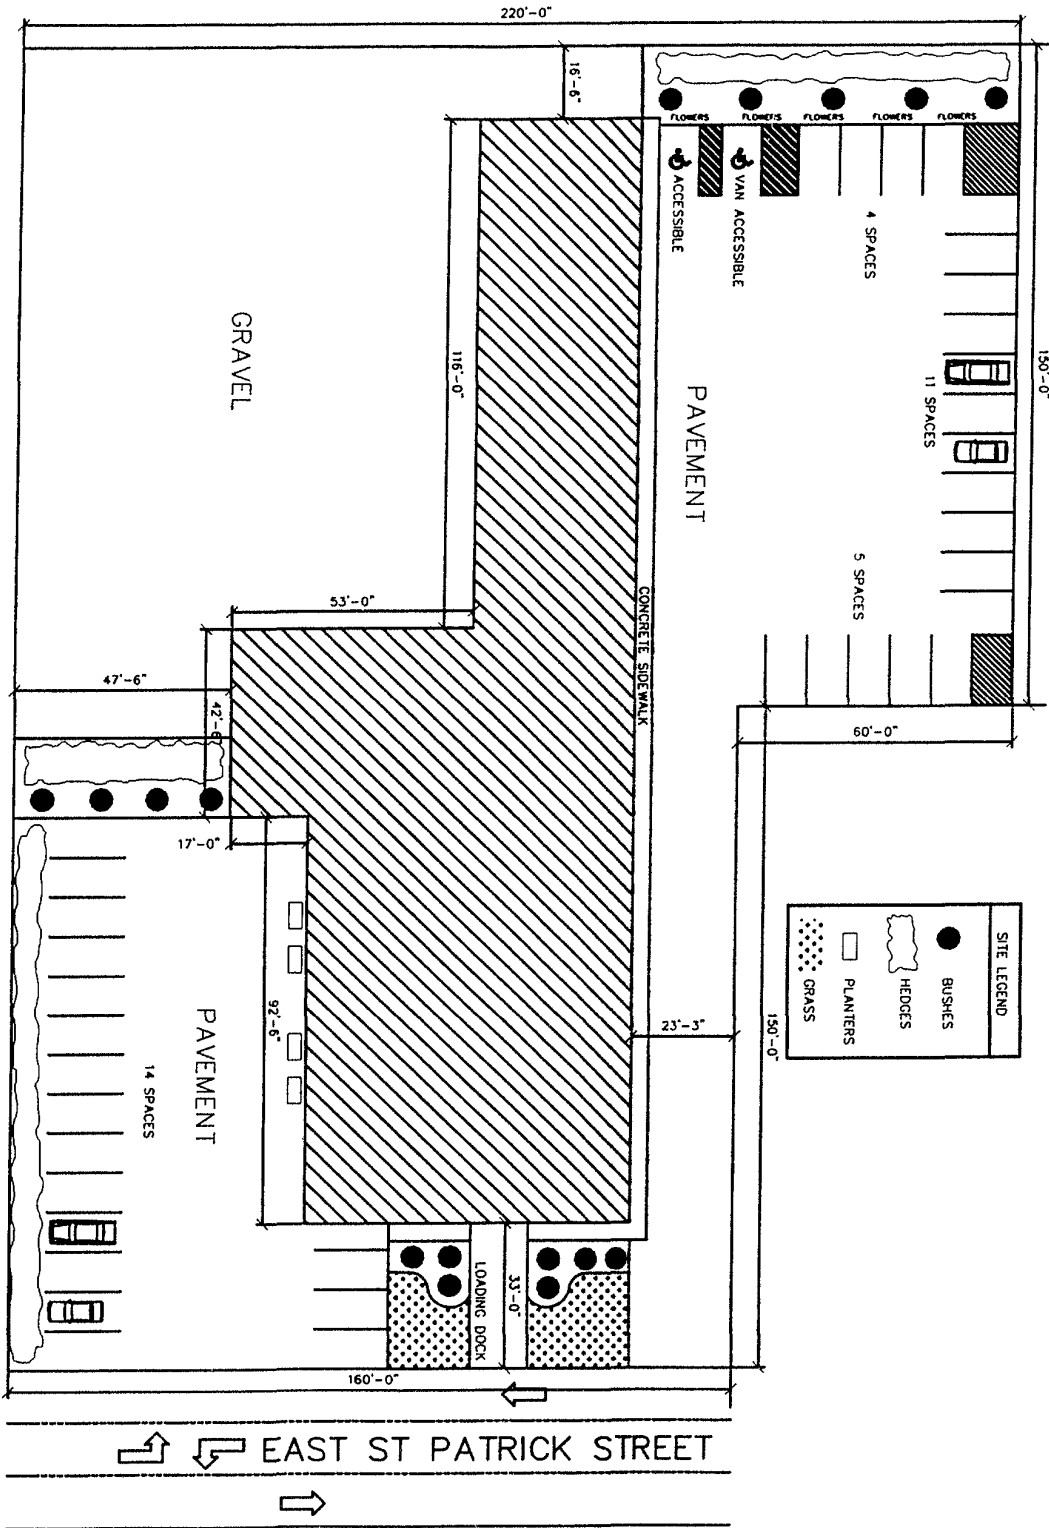 220'-0"
16'-6"
FLOWERS
FLOWERS
FLOWERS
FLOWERS
FLOWERS
ACCESSIBLE
VAN ACCESSIBLE
4 SPACES
150'-0"
11 SPACES
GRAVEL
116'-0"
PAVEMENT
5 SPACES
53'-0"
CONCRETE SIDEWALK
47'-6"
42'-6"
60'-0"
17'-0"
SITE LEGEND
BUSHES
HEDGES
PLANTERS
GRASS
92'-6"
23'-3"
150'-0"
PAVEMENT
14 SPACES
LOADING DOCK
33'-0"
160'-0"
EAST ST PATRICK STREET